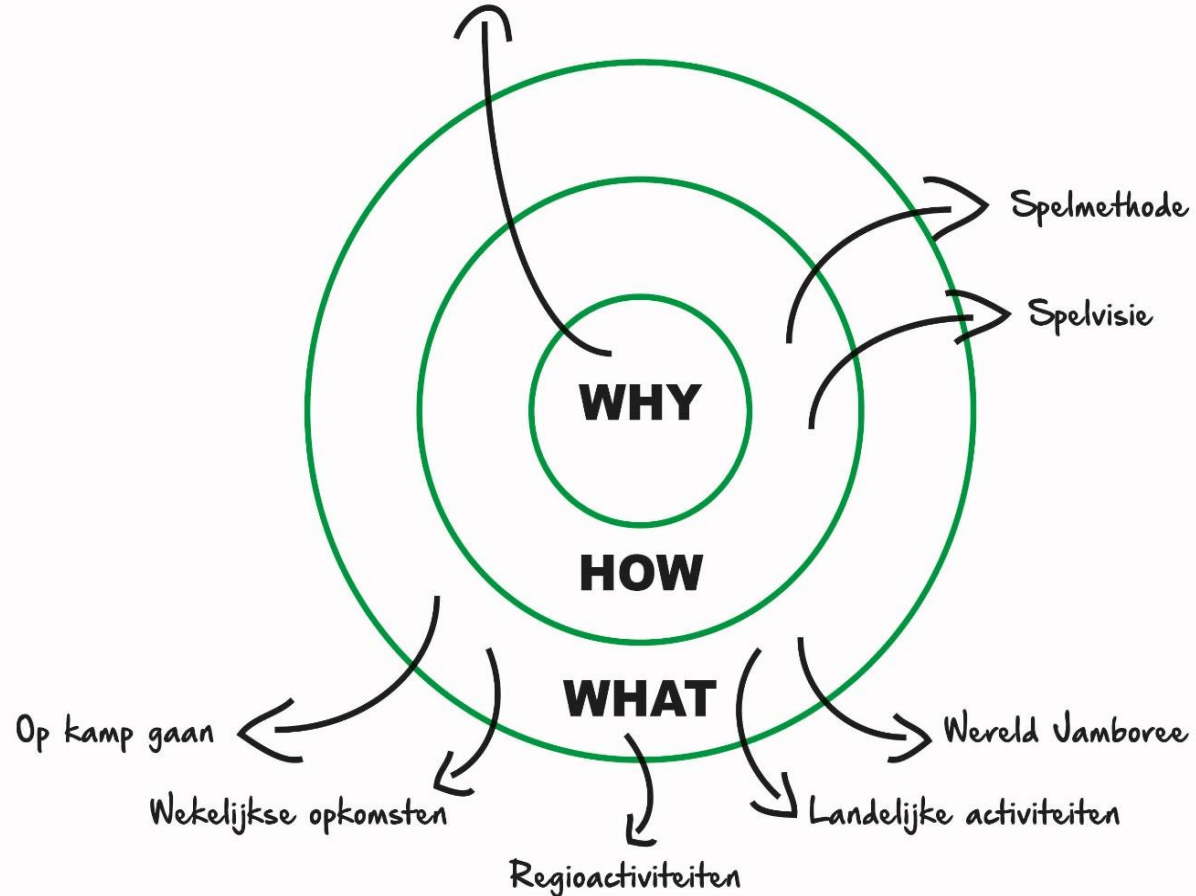 Spelmethode
Spelvisie
WHY
HOW
WHAT
Op kamp gaan
Wereld Jamboree
Wekelijkse opkomsten
Landelijke activiteiten
Regioactiviteiten